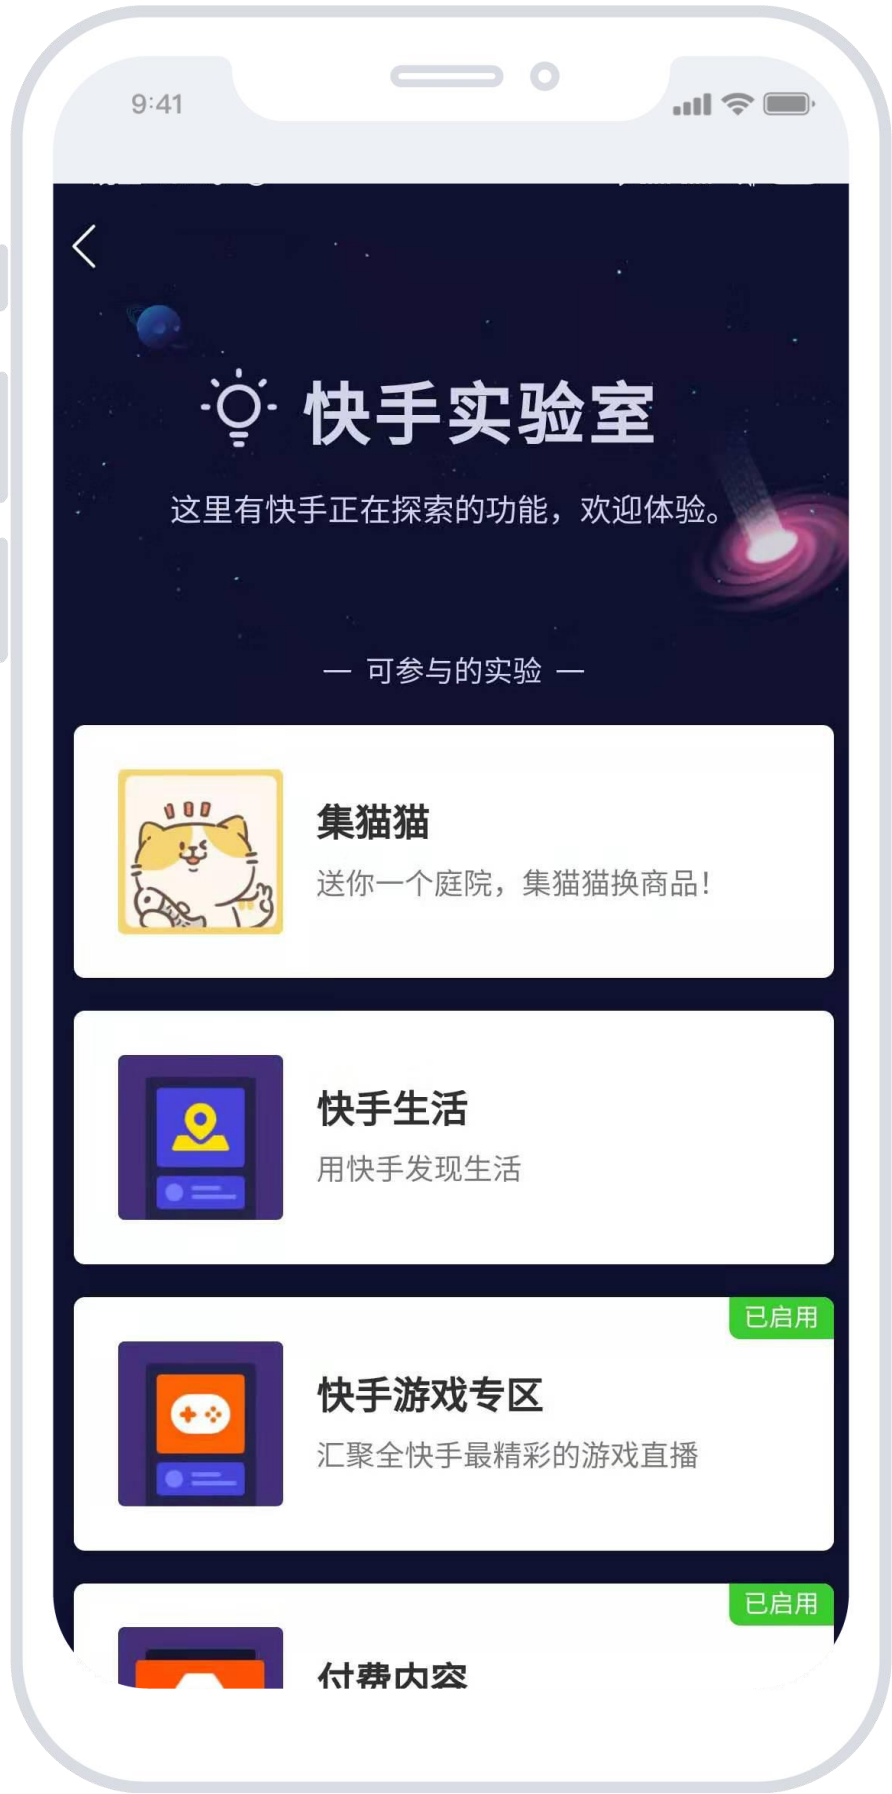 9:41
快手实验室
这里有快手正在探索的功能，欢迎体验。
— 可参与的实验 —
集猫猫
送你一个庭院，集猫猫换商品！
快手生活
用快手发现生活
已启用
快手游戏专区
汇聚全快手最精彩的游戏直播
已启用
付费内容